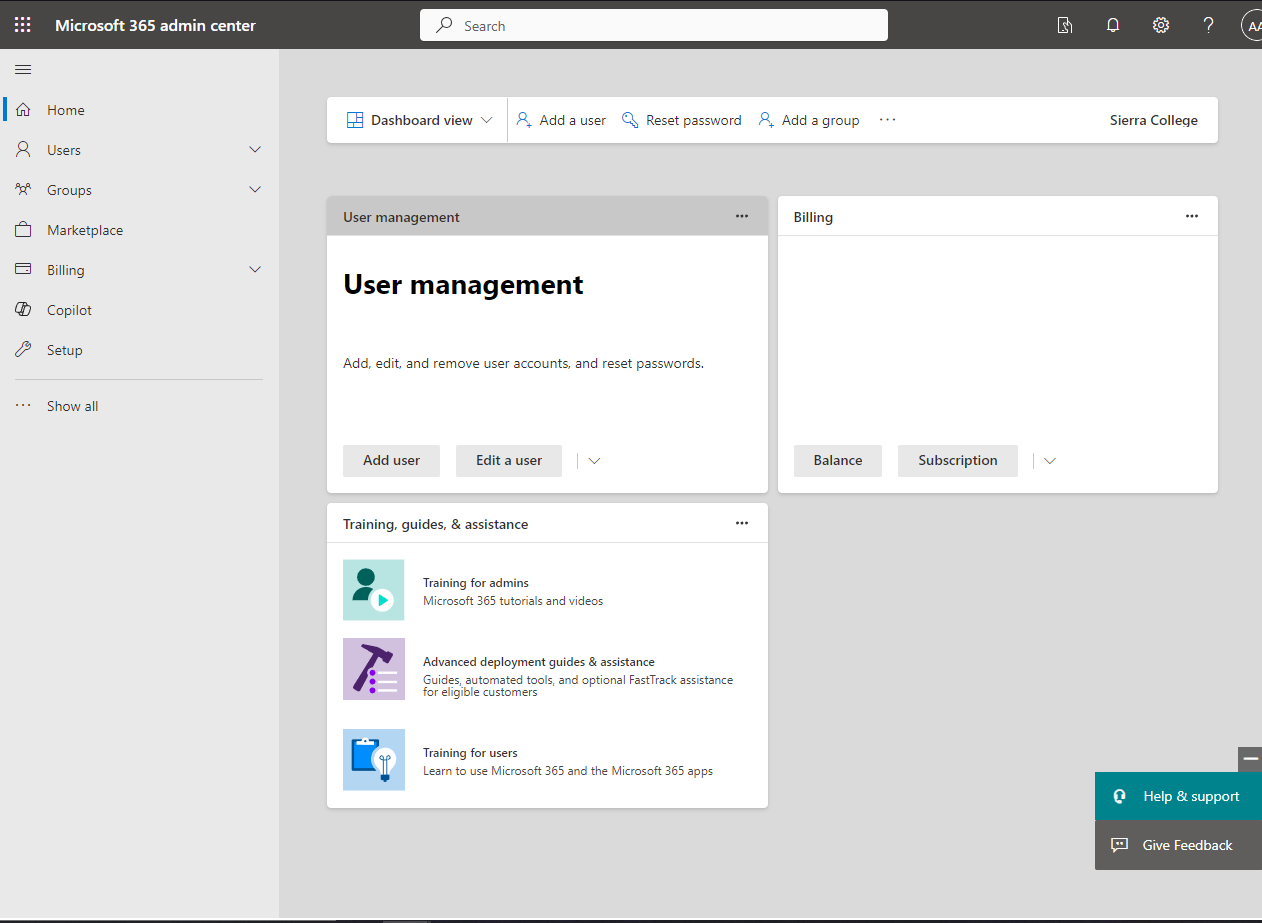 Microsoft 365 admin center
Search
AA
Home
Users
Groups
Marketplace
Billing
Copilot
Setup
Show all
Dashboard view
Add a user
Reset password
Add a group
Sierra College
User management
User management
Add, edit, and remove user accounts, and reset passwords.
Add user
Edit a user
Billing
Balance
Subscription
Training, guides, & assistance
Training for admins
Microsoft 365 tutorials and videos
Advanced deployment guides & assistance
Guides, automated tools, and optional FastTrack assistance
for eligible customers
Training for users
Learn to use Microsoft 365 and the Microsoft 365 apps
Help & support
Give Feedback